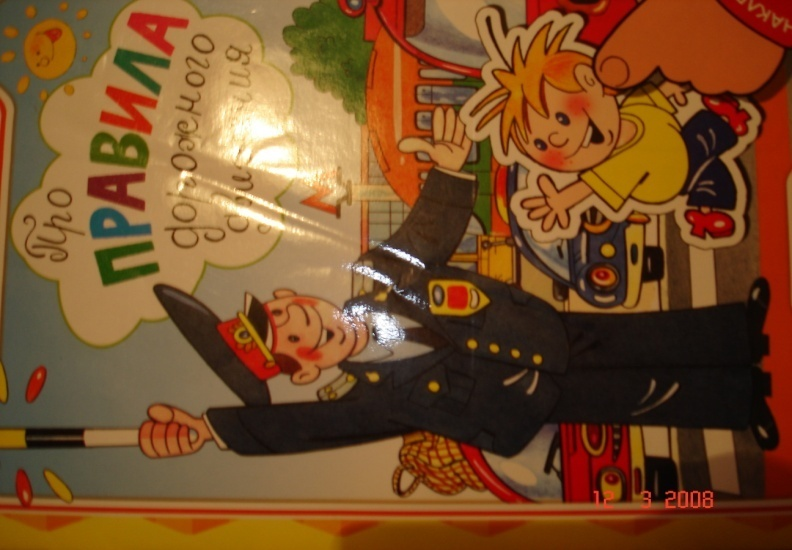 Про
ПРАВИЛА
дорожного
М
12 3 2008